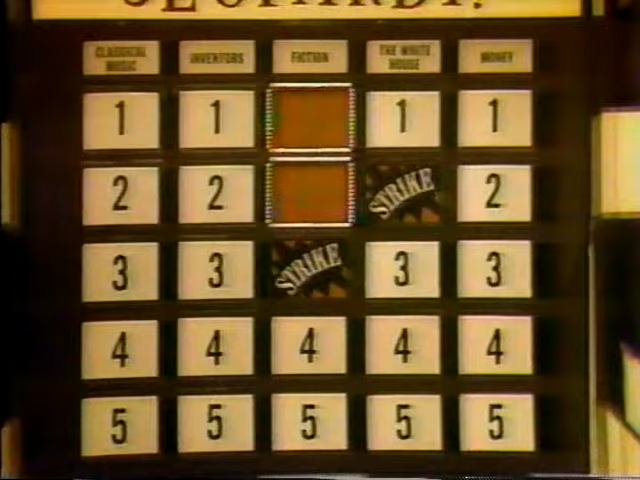 JEOPARDY!
CLASSICAL MUSIC
INVENTORS
FICTION
THE WHITE HOUSE
MONEY
1 1 1 1
2 2 STRIKE 2
3 3 STRIKE 3 3
4 4 4 4 4
5 5 5 5 5